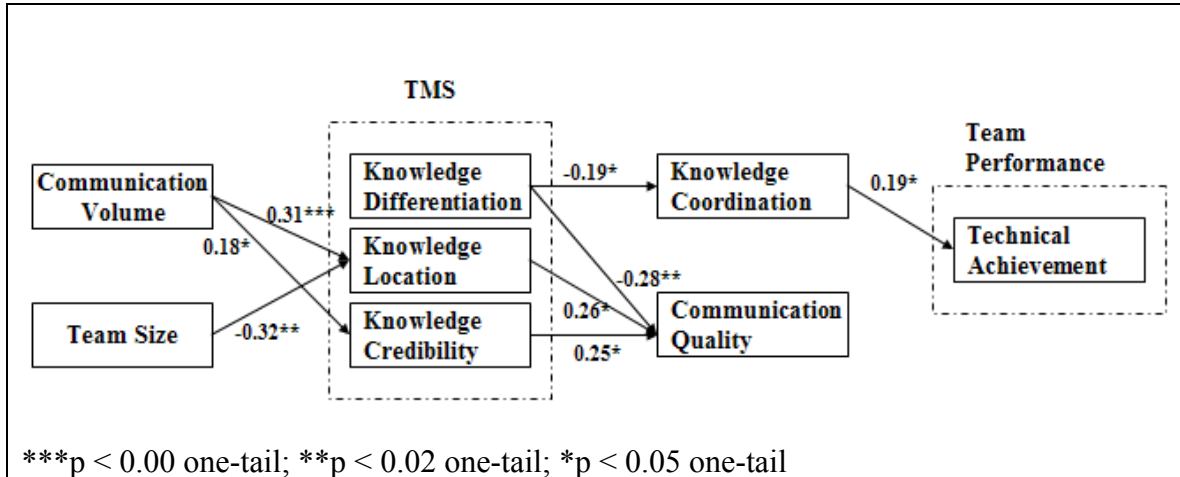 TMS
Team
Performance
Communication
Volume
Knowledge
Differentiation
-0.19*
Knowledge
Coordination
0.19*
0.31***
0.18*
Knowledge
Location
Technical
Achievement
-0.28**
0.26*
Team Size
-0.32**
Knowledge
Credibility
0.25*
Communication
Quality
***p < 0.00 one-tail; **p < 0.02 one-tail; *p < 0.05 one-tail